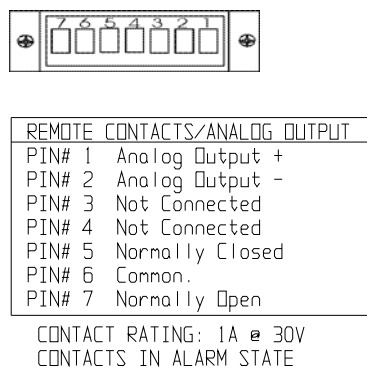 7 6 5 4 3 2 1
REMOTE CONTACTS/ANALOG OUTPUT
PIN# 1 Analog Output +
PIN# 2 Analog Output -
PIN# 3 Not Connected
PIN# 4 Not Connected
PIN# 5 Normally Closed
PIN# 6 Common.
PIN# 7 Normally Open
CONTACT RATING: 1A @ 30V
CONTACTS IN ALARM STATE